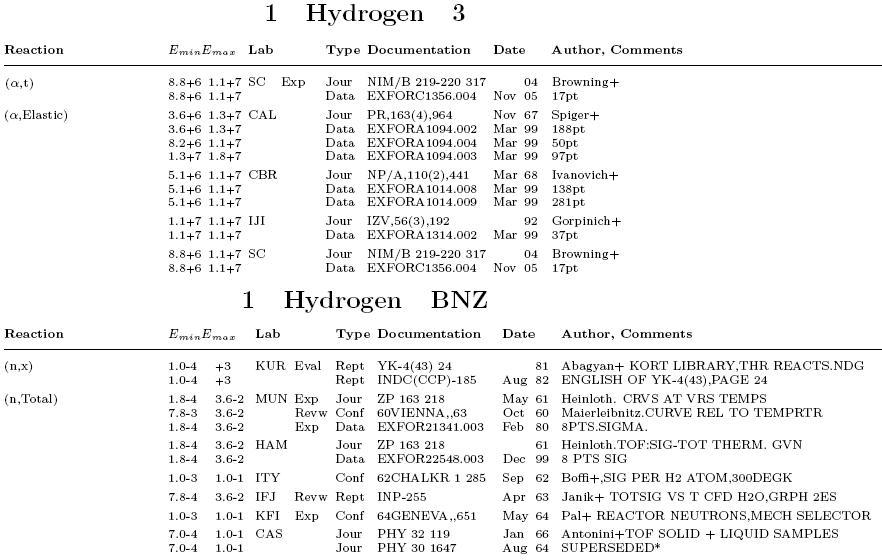 1 Hydrogen 3
Reaction Emin Emax Lab Type Documentation Date Author, Comments
(α,t) 8.8+6 1.1+7 SC Exp Jour NIM/B 219-220 317 04 Browning+
8.8+6 1.1+7 Data EXFORC1356.004 Nov 05 17pt
(α,Elastic) 3.6+6 1.3+7 CAL Jour PR,163(4),964 Nov 67 Spiger+
3.6+6 1.3+7 Data EXFORA1094.002 Mar 99 188pt
8.2+6 1.1+7 Data EXFORA1094.004 Mar 99 50pt
1.3+7 1.8+7 Data EXFORA1094.003 Mar 99 97pt
5.1+6 1.1+7 CBR Jour NP/A,110(2),441 Mar 68 Ivanovich+
5.1+6 1.1+7 Data EXFORA1014.008 Mar 99 138pt
5.1+6 1.1+7 Data EXFORA1014.009 Mar 99 281pt
1.1+7 1.1+7 IJI Jour IZV,56(3),192 92 Gorpinich+
1.1+7 1.1+7 Data EXFORA1314.002 Mar 99 37pt
8.8+6 1.1+7 SC Jour NIM/B 219-220 317 04 Browning+
8.8+6 1.1+7 Data EXFORC1356.004 Nov 05 17pt
1 Hydrogen BNZ
Reaction Emin Emax Lab Type Documentation Date Author, Comments
(n,x) 1.0-4 +3 KUR Eval Rept YK-4(43) 24 81 Abagyan+ KORT LIBRARY,THR REACTS.NDG
1.0-4 +3 Rept INDC(CCP)-185 Aug 82 ENGLISH OF YK-4(43),PAGE 24
(n,Total) 1.8-4 3.6-2 MUN Exp Jour ZP 163 218 May 61 Heinloth. CRVS AT VRS TEMPS
7.8-3 3.6-2 Revw Conf 60VIENNA,,63 Oct 60 Maierleibnitz.CURVE REL TO TEMPRTR
1.8-4 3.6-2 Exp Data EXFOR21341.003 Feb 80 8PTS.SIGMA.
1.8-4 3.6-2 HAM Jour ZP 163 218 61 Heinloth.TOF:SIG-TOT THERM. GVN
1.8-4 3.6-2 Data EXFOR22548.003 Dec 99 8 PTS SIG
1.0-3 1.0-1 ITY Conf 62CHALKR 1 285 Sep 62 Boffi+,SIG PER H2 ATOM,300DEGK
7.8-4 3.6-2 IFJ Revw Rept INP-255 Apr 63 Janik+ TOTSIG VS T CFD H2O,GRPH 2ES
1.0-3 1.0-1 KFI Exp Conf 64GENEVA,,651 May 64 Pal+ REACTOR NEUTRONS,MECH SELECTOR
7.0-4 1.0-1 CAS Jour PHY 32 119 Jan 66 Antonini+TOF SOLID + LIQUID SAMPLES
7.0-4 1.0-1 Jour PHY 30 1647 Aug 64 SUPERSEDED*